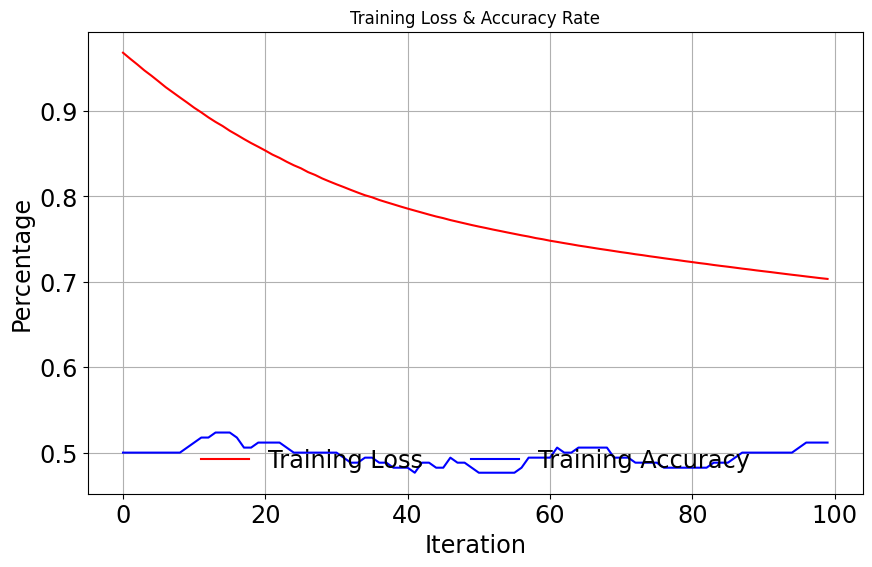 Training Loss & Accuracy Rate
Percentage
0.9
0.8
0.7
0.6
0.5
Training Loss Training Accuracy
0 20 40 60 80 100
Iteration